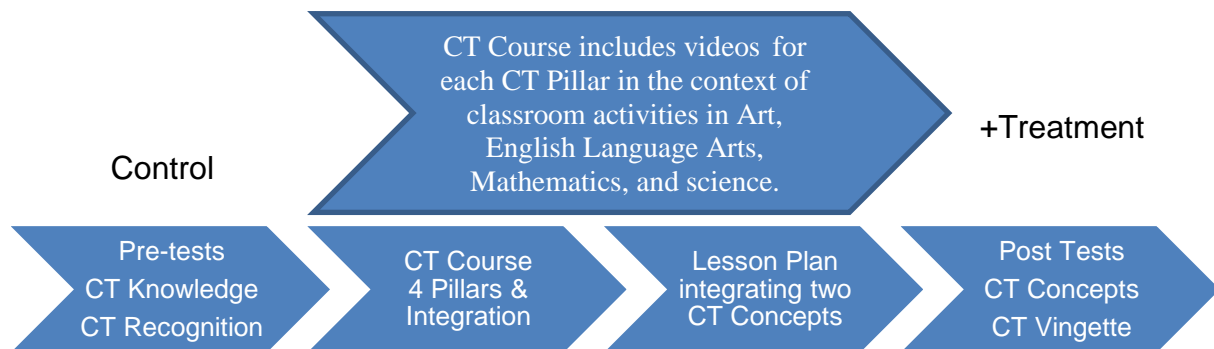 CT Course includes videos for
each CT Pillar in the context of
classroom activities in Art,
English Language Arts,
Mathematics, and science.
+Treatment
Control
Pre-tests
CT Knowledge
CT Recognition
CT Course
4 Pillars &
Integration
Lesson Plan
integrating two
CT Concepts
Post Tests
CT Concepts
CT Vingette